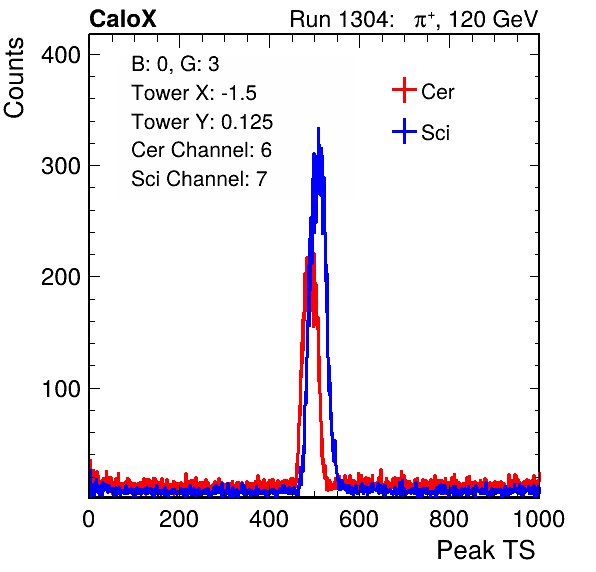 CaloX Run 1304: π⁺, 120 GeV
Counts
400
300
200
100
B: 0, G: 3
Tower X: -1.5
Tower Y: 0.125
Cer Channel: 6
Sci Channel: 7
Cer
Sci
0 200 400 600 800 1000
Peak TS